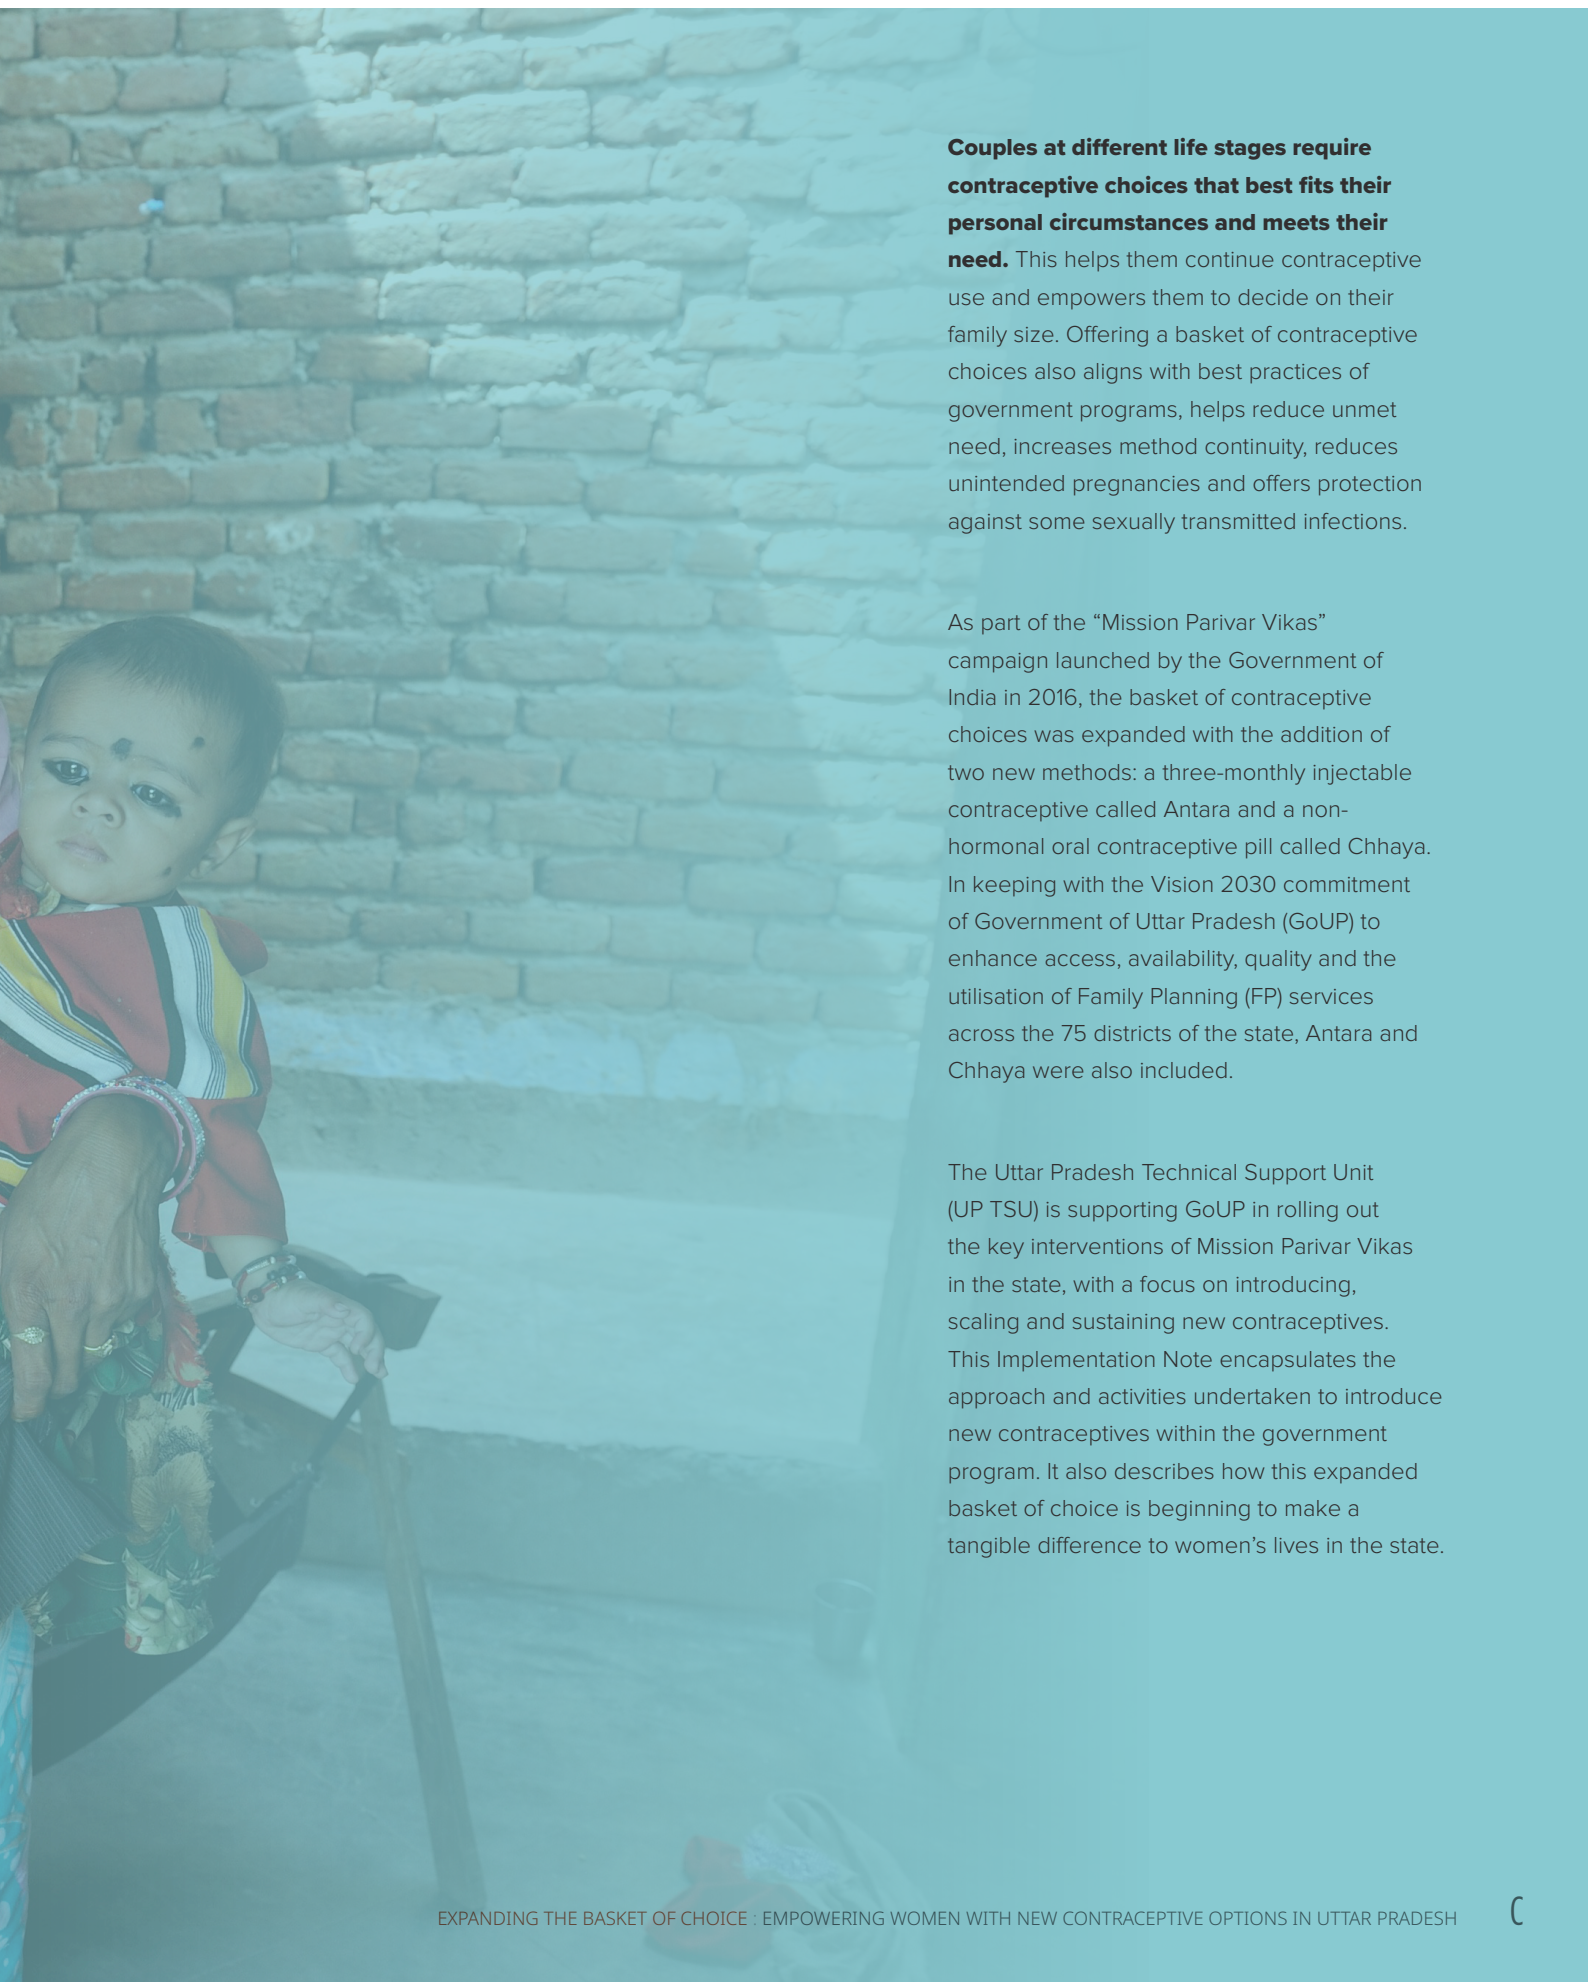 Couples at different life stages require
contraceptive choices that best fits their
personal circumstances and meets their
need. This helps them continue contraceptive
use and empowers them to decide on their
family size. Offering a basket of contraceptive
choices also aligns with best practices of
government programs, helps reduce unmet
need, increases method continuity, reduces
unintended pregnancies and offers protection
against some sexually transmitted infections.
As part of the “Mission Parivar Vikas”
campaign launched by the Government of
India in 2016, the basket of contraceptive
choices was expanded with the addition of
two new methods: a three-monthly injectable
contraceptive called Antara and a non-
hormonal oral contraceptive pill called Chhaya.
In keeping with the Vision 2030 commitment
of Government of Uttar Pradesh (GoUP) to
enhance access, availability, quality and the
utilisation of Family Planning (FP) services
across the 75 districts of the state, Antara and
Chhaya were also included.
The Uttar Pradesh Technical Support Unit
(UP TSU) is supporting GoUP in rolling out
the key interventions of Mission Parivar Vikas
in the state, with a focus on introducing,
scaling and sustaining new contraceptives.
This Implementation Note encapsulates the
approach and activities undertaken to introduce
new contraceptives within the government
program. It also describes how this expanded
basket of choice is beginning to make a
tangible difference to women’s lives in the state.
EXPANDING THE BASKET OF CHOICE : EMPOWERING WOMEN WITH NEW CONTRACEPTIVE OPTIONS IN UTTAR PRADESH C